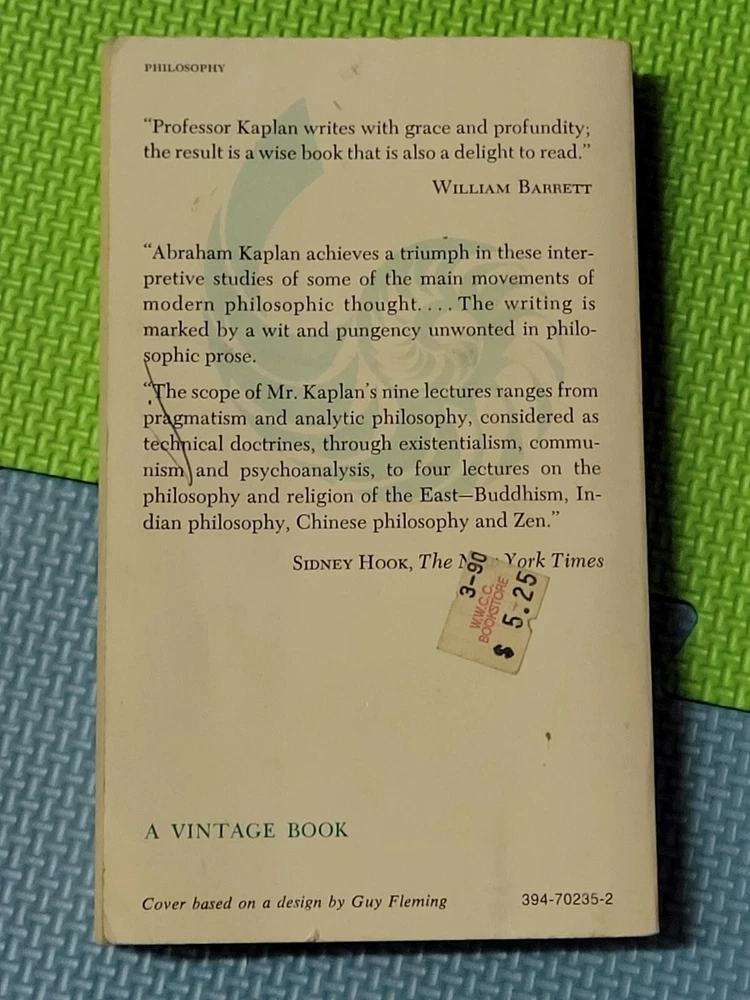 PHILOSOPHY
“Professor Kaplan writes with grace and profundity;
the result is a wise book that is also a delight to read.”
WILLIAM BARRETT
“Abraham Kaplan achieves a triumph in these inter-
pretive studies of some of the main movements of
modern philosophic thought. . . . The writing is
marked by a wit and pungency unwonted in philo-
sophic prose.
“The scope of Mr. Kaplan’s nine lectures ranges from
pragmatism and analytic philosophy, considered as
technical doctrines, through existentialism, commu-
nism and psychoanalysis, to four lectures on the
philosophy and religion of the East—Buddhism, In-
dian philosophy, Chinese philosophy and Zen.”
SIDNEY HOOK, The New York Times
3-90
W.W.C.C.
BOOKSTORE
$ 5.25
A VINTAGE BOOK
Cover based on a design by Guy Fleming
394-70235-2